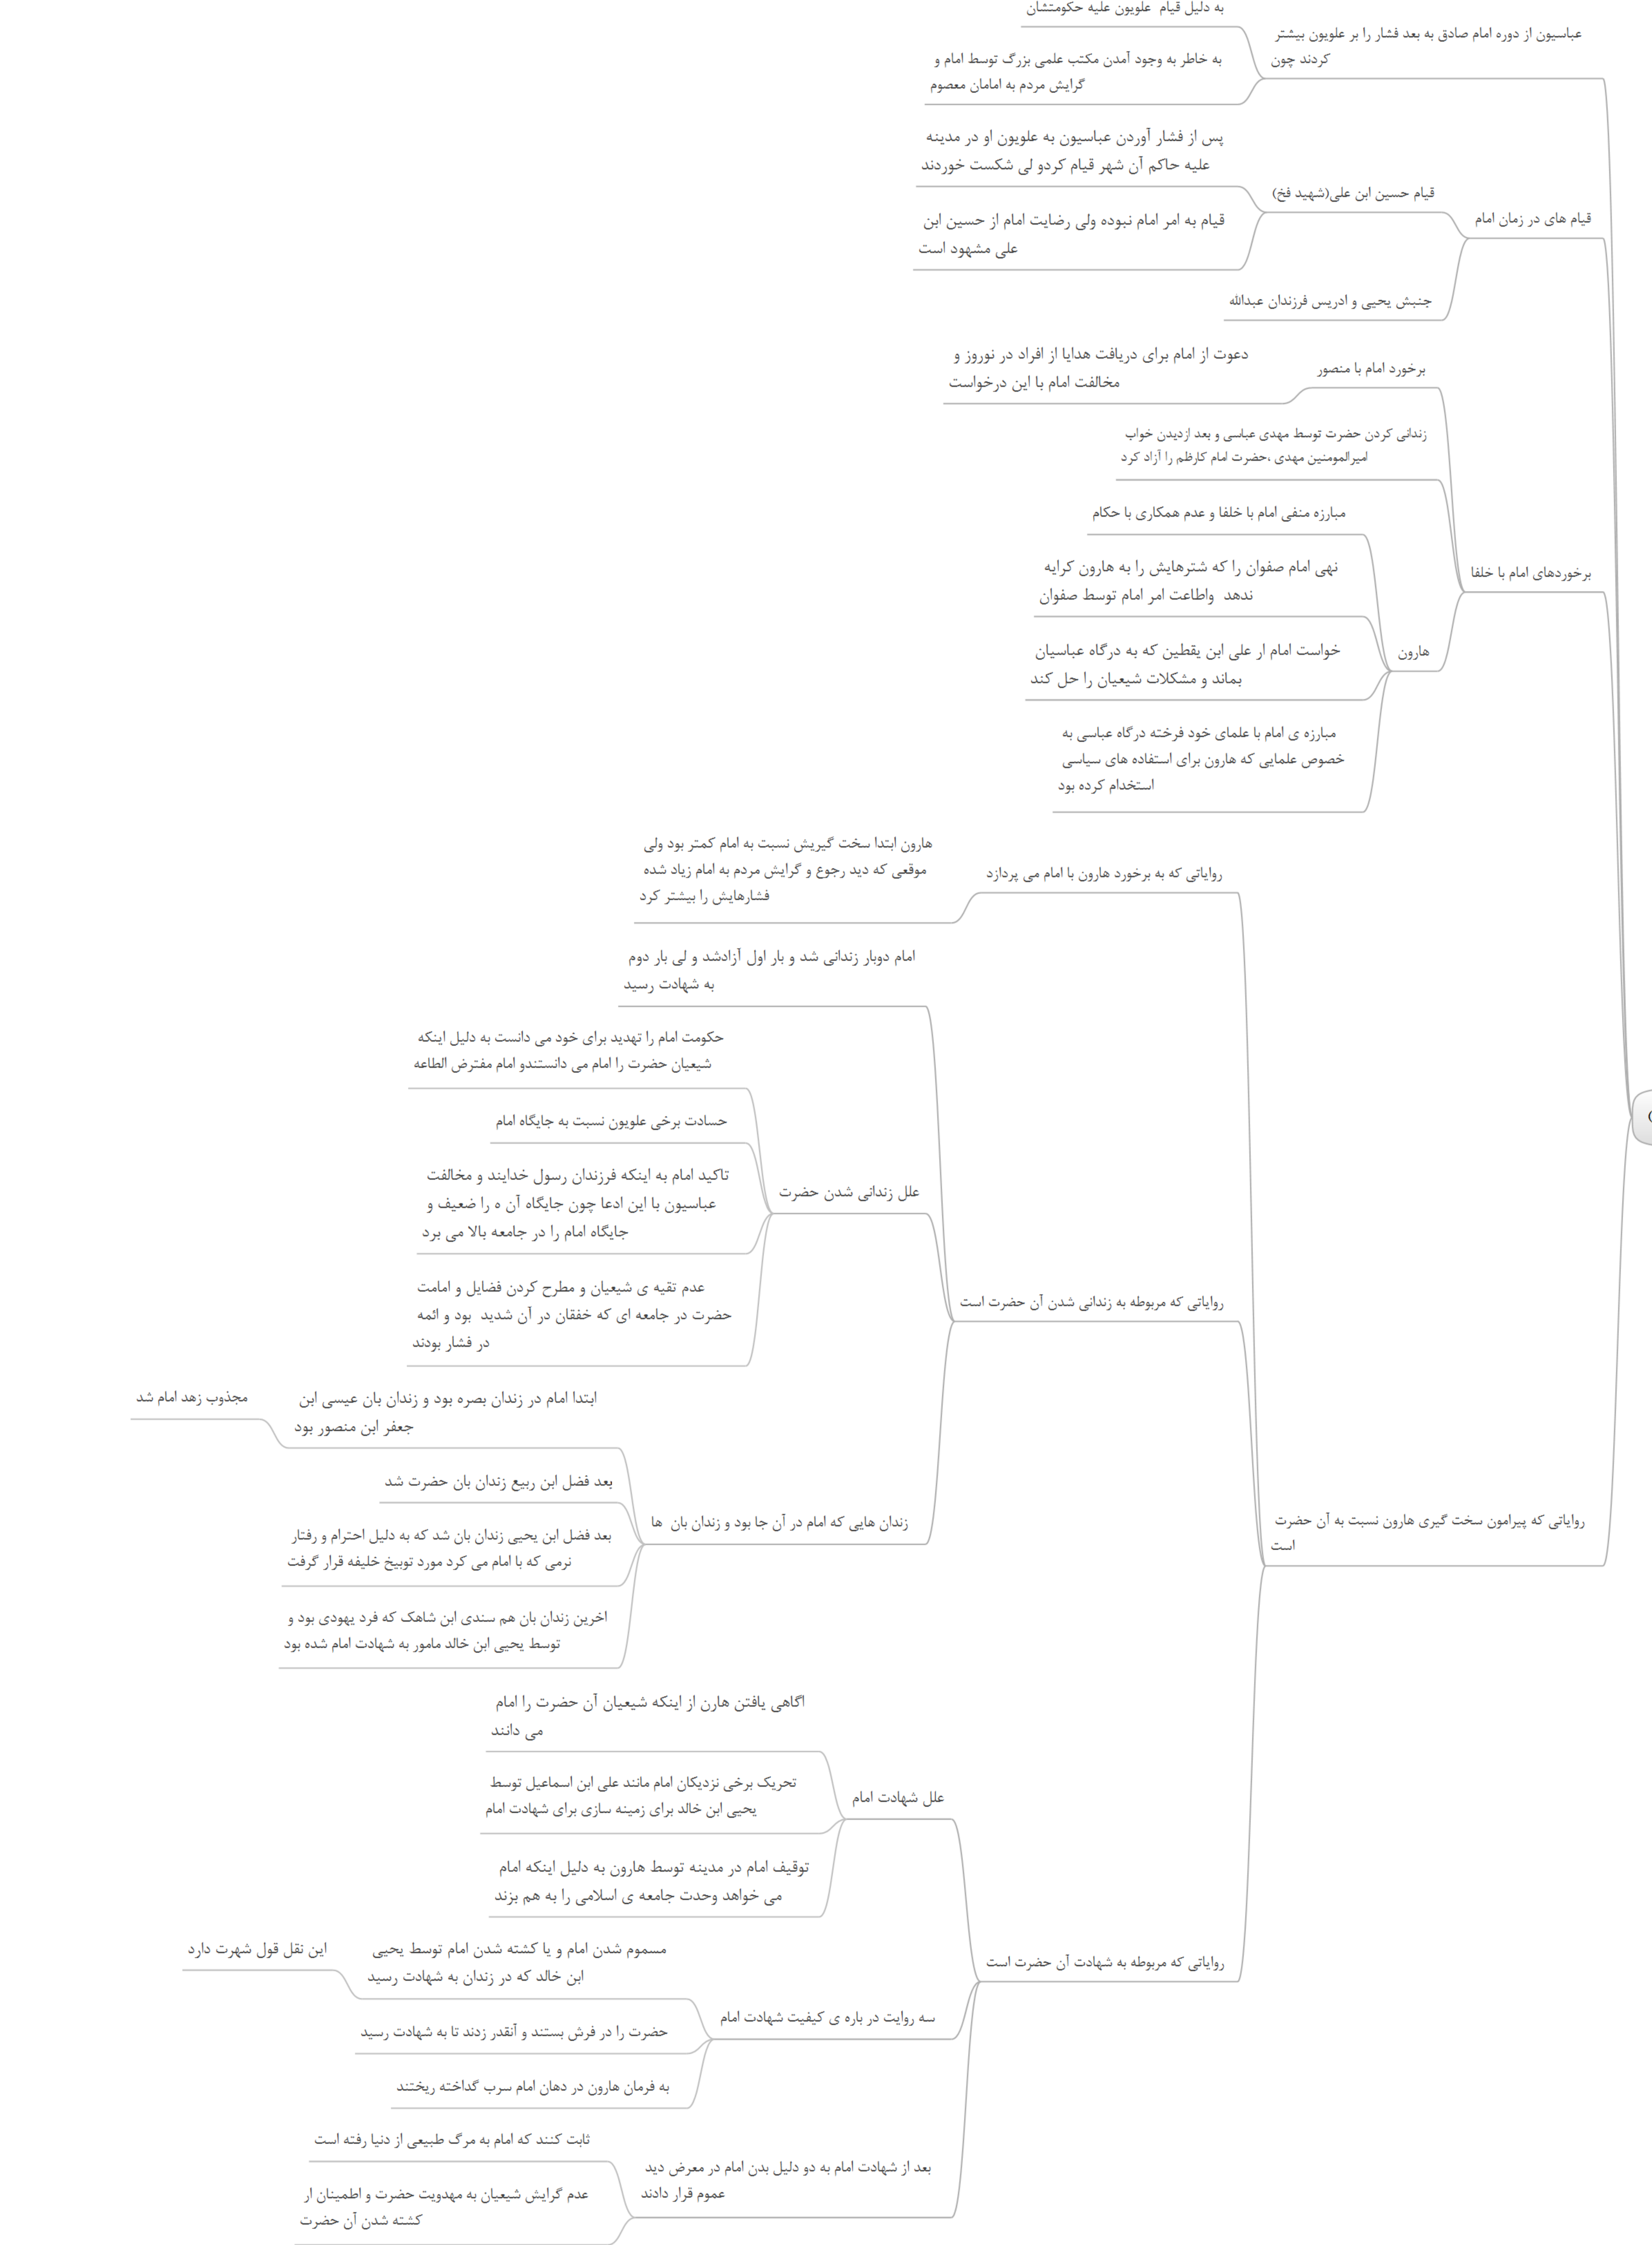 عباسیون از دوره امام صادق به بعد فشار را بر علویون بیشتر
کردند چون
به دلیل قیام علویون علیه حکومتشان
به خاطر به وجود آمدن مکتب علمی بزرگ توسط امام و
گرایش مردم به امامان معصوم
قیام های در زمان امام
قیام حسین ابن علی(شهید فخ)
پس از فشار آوردن عباسیون به علویون او در مدینه
علیه حاکم آن شهر قیام کردو لی شکست خوردند
قیام به امر امام نبوده ولی رضایت امام از حسین ابن
علی مشهود است
جنبش یحیی و ادریس فرزندان عبدالله
برخوردهای امام با خلفا
برخورد امام با منصور
دعوت از امام برای دریافت هدایا از افراد در نوروز و
مخالفت امام با این درخواست
زندانی کردن حضرت توسط مهدی عباسی و بعد ازدیدن خواب
امیرالمومنین مهدی ،حضرت امام کارظم را آزاد کرد
هارون
مبارزه منفی امام با خلفا و عدم همکاری با حکام
نهی امام صفوان را که شترهایش را به هارون کرایه
ندهد واطاعت امر امام توسط صفوان
خواست امام ار علی ابن یقطین که به درگاه عباسیان
بماند و مشکلات شیعیان را حل کند
مبارزه ی امام با علمای خود فرخته درگاه عباسی به
خصوص علمایی که هارون برای استفاده های سیاسی
استخدام کرده بود
روایاتی که پیرامون سخت گیری هارون نسبت به آن حضرت
است
روایاتی که به برخورد هارون با امام می پردازد
هارون ابتدا سخت گیریش نسبت به امام کمتر بود ولی
موقعی که دید رجوع و گرایش مردم به امام زیاد شده
فشارهایش را بیشتر کرد
روایاتی که مربوطه به زندانی شدن آن حضرت است
امام دوبار زندانی شد و بار اول آزادشد و لی بار دوم
به شهادت رسید
علل زندانی شدن حضرت
حکومت امام را تهدید برای خود می دانست به دلیل اینکه
شیعیان حضرت را امام می دانستندو امام مفترض الطاعه
حسادت برخی علویون نسبت به جایگاه امام
تاکید امام به اینکه فرزندان رسول خدایند و مخالفت
عباسیون با این ادعا چون جایگاه آن ه را ضعیف و
جایگاه امام را در جامعه بالا می برد
عدم تقیه ی شیعیان و مطرح کردن فضایل و امامت
حضرت در جامعه ای که خفقان در آن شدید بود و ائمه
در فشار بودند
زندان هایی که امام در آن جا بود و زندان بان ها
ابتدا امام در زندان بصره بود و زندان بان عیسی ابن
جعفر ابن منصور بود
مجذوب زهد امام شد
بعد فضل ابن ربیع زندان بان حضرت شد
بعد فضل ابن یحیی زندان بان شد که به دلیل احترام و رفتار
نرمی که با امام می کرد مورد توبیخ خلیفه قرار گرفت
اخرین زندان بان هم سندی ابن شاهک که فرد یهودی بود و
توسط یحیی ابن خالد مامور به شهادت امام شده بود
روایاتی که مربوطه به شهادت آن حضرت است
علل شهادت امام
اگاهی یافتن هارن از اینکه شیعیان آن حضرت را امام
می دانند
تحریک برخی نزدیکان امام مانند علی ابن اسماعیل توسط
یحیی ابن خالد برای زمینه سازی برای شهادت امام
توقیف امام در مدینه توسط هارون به دلیل اینکه امام
می خواهد وحدت جامعه ی اسلامی را به هم بزند
سه روایت در باره ی کیفیت شهادت امام
مسموم شدن امام و یا کشته شدن امام توسط یحیی
ابن خالد که در زندان به شهادت رسید
این نقل قول شهرت دارد
حضرت را در فرش بستند و آنقدر زدند تا به شهادت رسید
به فرمان هارون در دهان امام سرب گداخته ریختند
بعد از شهادت امام به دو دلیل بدن امام در معرض دید
عموم قرار دادند
ثابت کنند که امام به مرگ طبیعی از دنیا رفته است
عدم گرایش شیعیان به مهدویت حضرت و اطمینان ار
کشته شدن آن حضرت